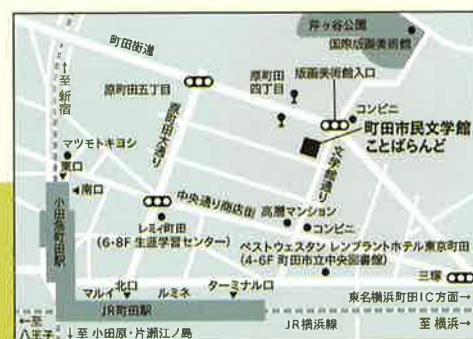 芹ヶ谷公園
国際版画美術館
町田街道
↑至新宿
原町田五丁目
原町田
四丁目
版画美術館入口
コンビニ
町田市民文学館
ことばらんど
原町田大通り
文学館通り
マツモトキヨシ
東口
南口
小田急町田駅
中央通り商店街
高層マンション
コンビニ
レミィ町田
(6・8F 生涯学習センター)
ベストウェスタン レンブラントホテル東京町田
(4-6F 町田市立中央図書館)
三塚
北口
マルイ
ルミネ
ターミナル口
東名横浜町田IC方面→
JR町田駅
←至
八王子
↓至 小田原・片瀬江ノ島
JR横浜線
至 横浜→